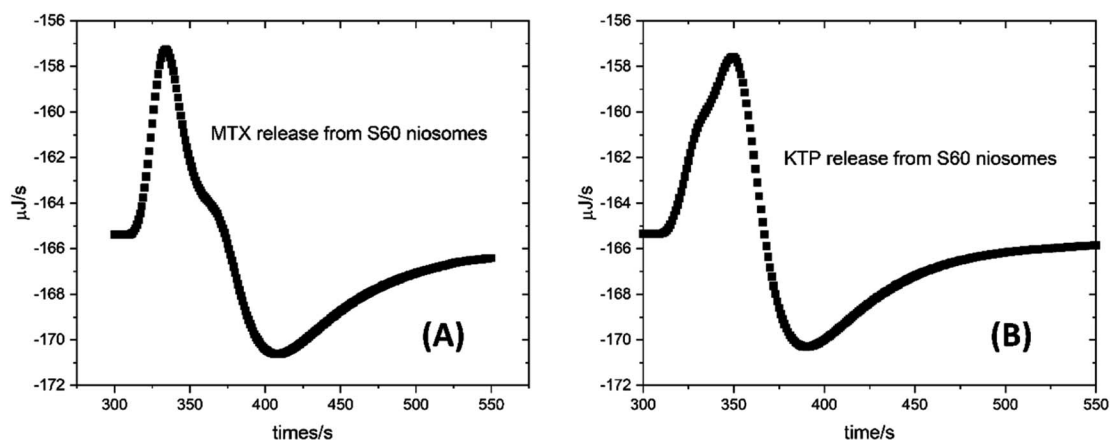 -156
-158
-160
-162
-164
-166
-168
-170
-172
μJ/s
MTX release from S60 niosomes
(A)
300 350 400 450 500 550
times/s
-156
-158
-160
-162
-164
-166
-168
-170
-172
μJ/s
KTP release from S60 niosomes
(B)
300 350 400 450 500 550
time/s